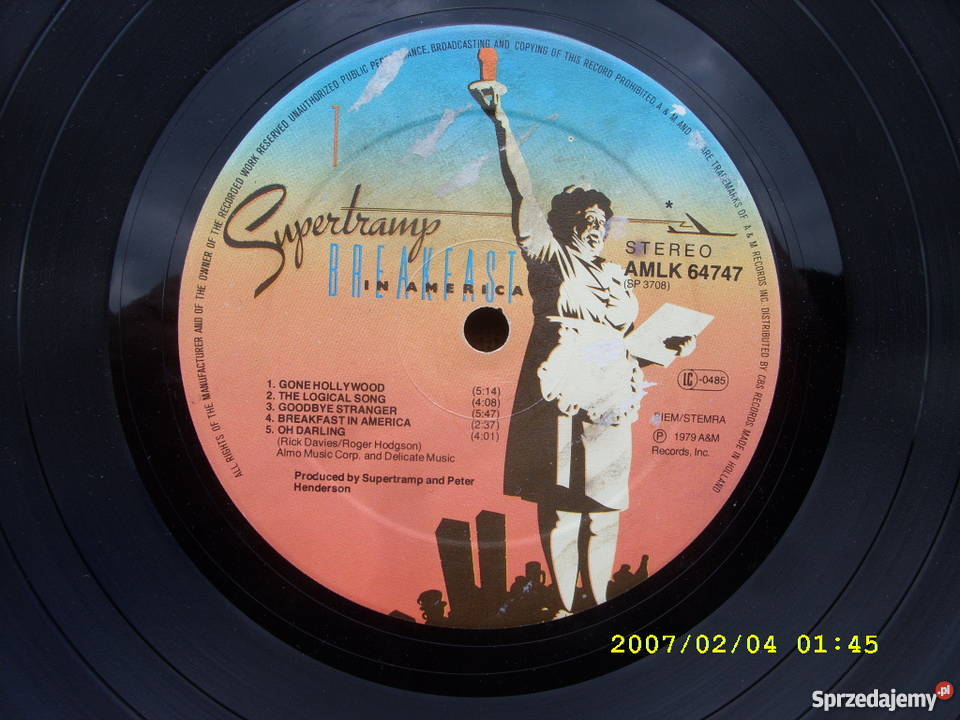 ALL RIGHTS OF THE MANUFACTURER AND OF THE OWNER OF THE RECORDED WORK RESERVED UNAUTHORIZED PUBLIC BROADCASTING AND COPYING OF THIS RECORD PROHIBITED. A & M AND ARE TRADEMARKS OF A & M RECORDS INC. DISTRIBUTED BY CBS RECORDS MADE IN HOLLAND
1
Supertramp
BREAKFAST
IN AMERICA
*
STEREO
AMLK 64747
(SP 3708)
LC-0485
BIEM/STEMRA
Ⓟ 1979 A&M
Records, Inc.
1. GONE HOLLYWOOD (5:14)
2. THE LOGICAL SONG (4:08)
3. GOODBYE STRANGER (5:47)
4. BREAKFAST IN AMERICA (2:37)
5. OH DARLING (4:01)
(Rick Davies/Roger Hodgson)
Almo Music Corp. and Delicate Music
Produced by Supertramp and Peter
Henderson
2007/02/04 01:45
Sprzedajemy.pl